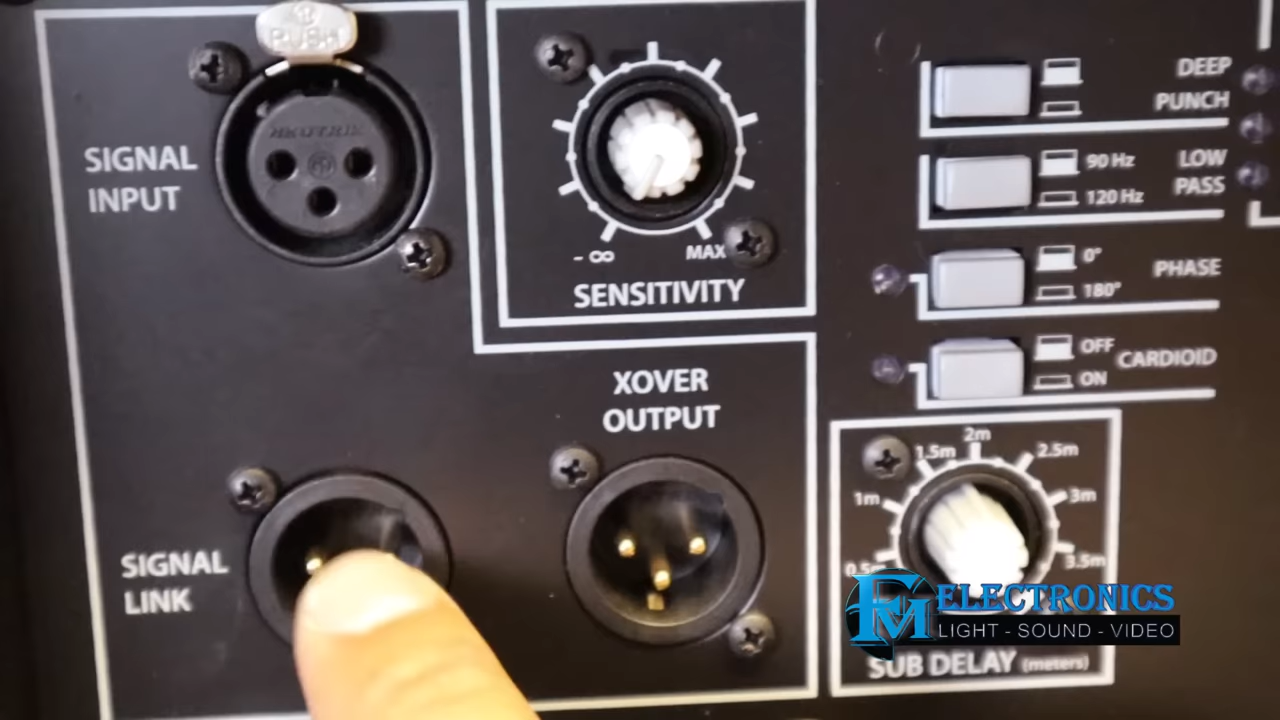 PUSH
NEUTRIK
SIGNAL
INPUT
- ∞
MAX
SENSITIVITY
DEEP
PUNCH
90 Hz
120 Hz
LOW
PASS
0°
180°
PHASE
OFF
ON
CARDIOID
XOVER
OUTPUT
SIGNAL
LINK
0.5m
1m
1.5m
2m
2.5m
3m
3.5m
SUB DELAY (meters)
FM ELECTRONICS
LIGHT - SOUND - VIDEO